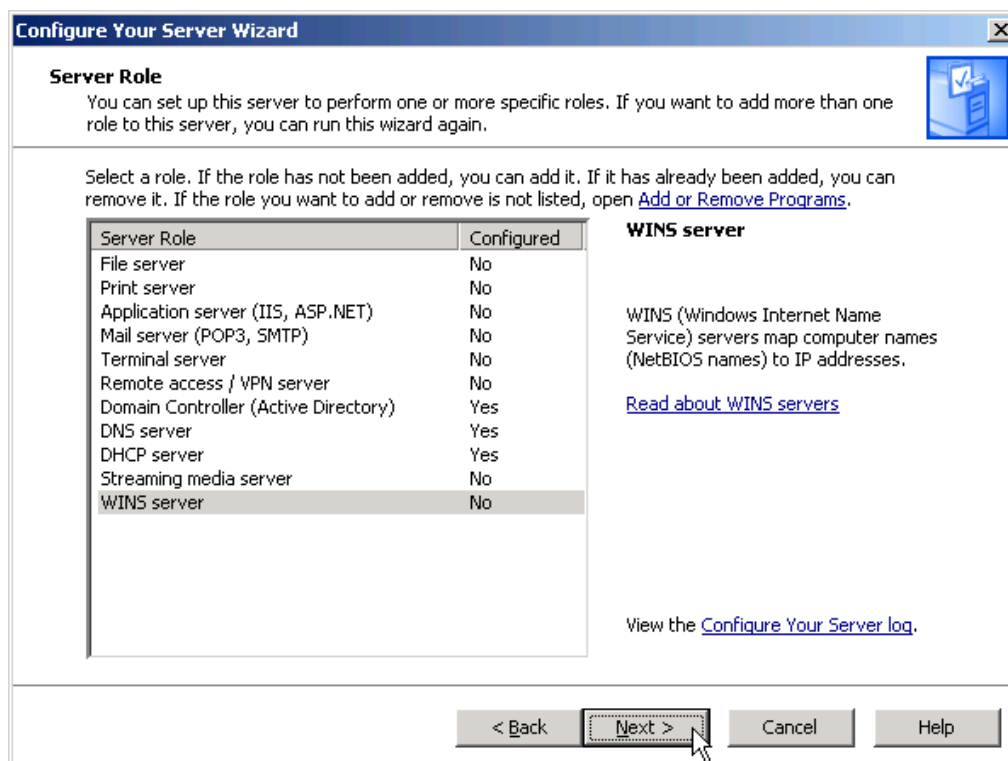 Configure Your Server Wizard
Server Role
You can set up this server to perform one or more specific roles. If you want to add more than one
role to this server, you can run this wizard again.
Select a role. If the role has not been added, you can add it. If it has already been added, you can
remove it. If the role you want to add or remove is not listed, open Add or Remove Programs.
Server Role Configured
File server No
Print server No
Application server (IIS, ASP.NET) No
Mail server (POP3, SMTP) No
Terminal server No
Remote access / VPN server No
Domain Controller (Active Directory) Yes
DNS server Yes
DHCP server Yes
Streaming media server No
WINS server No
WINS server
WINS (Windows Internet Name
Service) servers map computer names
(NetBIOS names) to IP addresses.
Read about WINS servers
View the Configure Your Server log.
< Back Next > Cancel Help